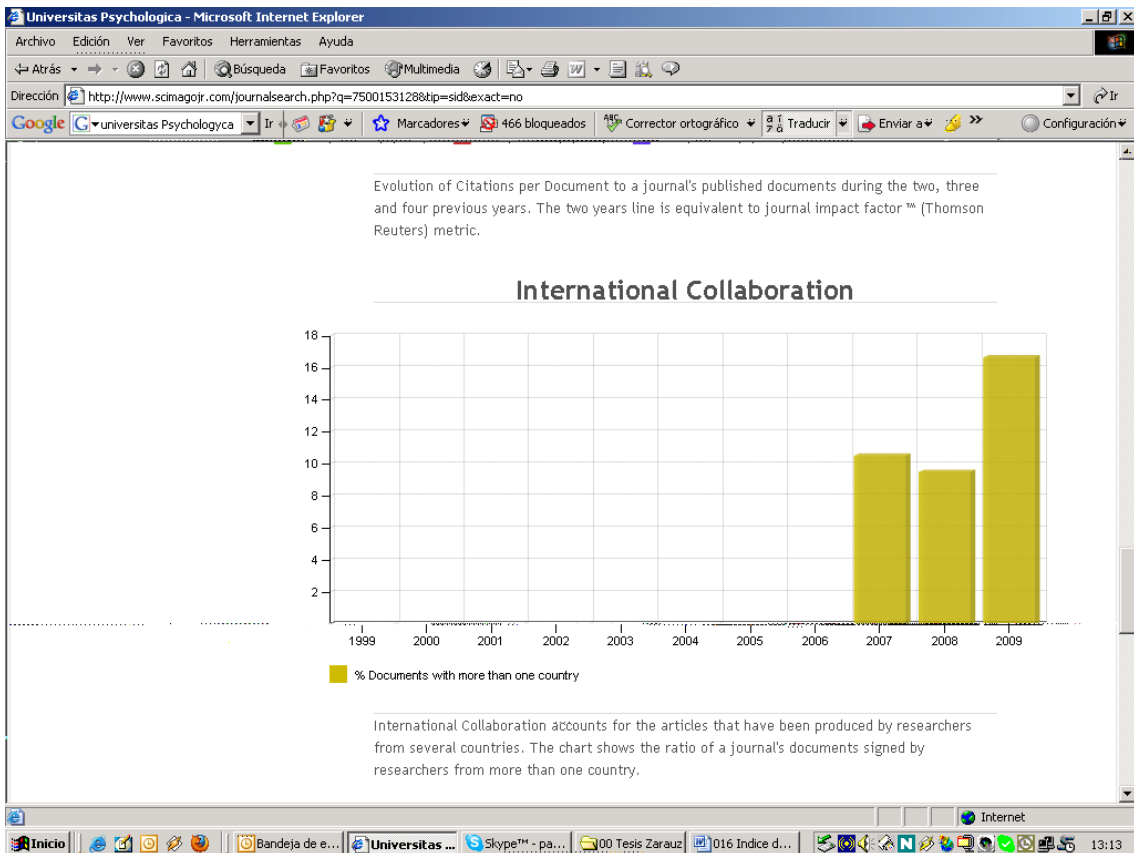 Universitas Psychologica - Microsoft Internet Explorer
Archivo Edición Ver Favoritos Herramientas Ayuda
Atrás Búsqueda Favoritos Multimedia
Dirección http://www.scimagojr.com/journalsearch.php?q=7500153128&tip=sid&exact=no Ir
Google G universitas Psychologyca Ir Marcadores 466 bloqueados ABC Corrector ortográfico Traducir Enviar a >> Configuración
Evolution of Citations per Document to a journal's published documents during the two, three
and four previous years. The two years line is equivalent to journal impact factor ™ (Thomson
Reuters) metric.
International Collaboration
18
16
14
12
10
8
6
4
2
1999 2000 2001 2002 2003 2004 2005 2006 2007 2008 2009
% Documents with more than one country
International Collaboration accounts for the articles that have been produced by researchers
from several countries. The chart shows the ratio of a journal's documents signed by
researchers from more than one country.
Internet
Inicio Bandeja de e... Universitas ... Skype™ - pa... 00 Tesis Zarauz 016 Indice d... N 13:13